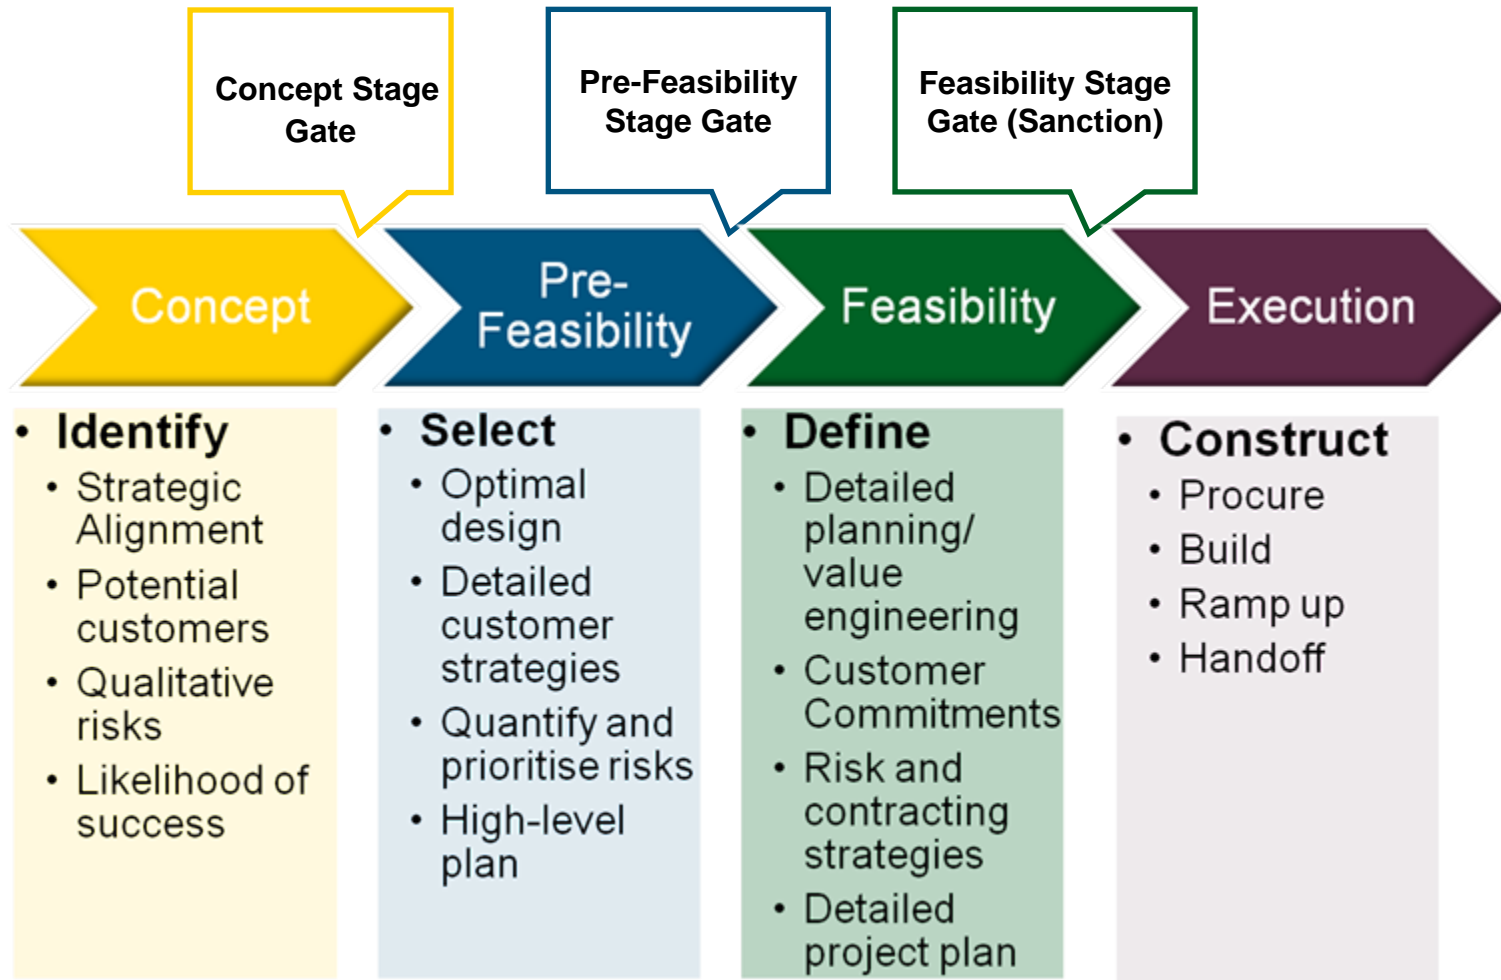 Concept Stage
Gate
Pre-Feasibility
Stage Gate
Feasibility Stage
Gate (Sanction)
Concept
Pre-
Feasibility
Feasibility
Execution
• Identify
• Strategic
Alignment
• Potential
customers
• Qualitative
risks
• Likelihood of
success
• Select
• Optimal
design
• Detailed
customer
strategies
• Quantify and
prioritise risks
• High-level
plan
• Define
• Detailed
planning/
value
engineering
• Customer
Commitments
• Risk and
contracting
strategies
• Detailed
project plan
• Construct
• Procure
• Build
• Ramp up
• Handoff